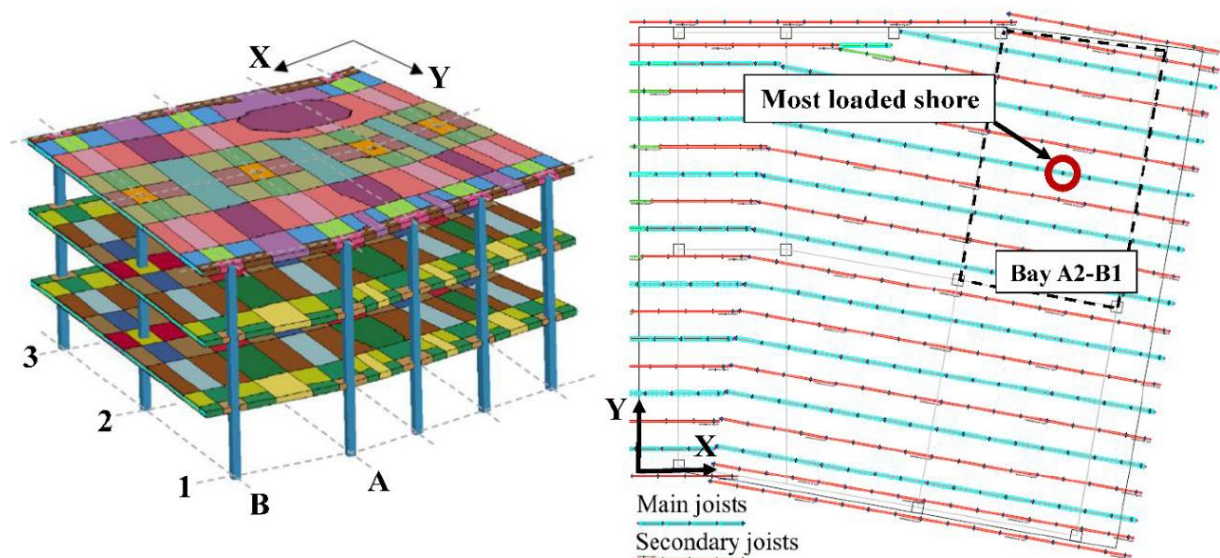 X
Y
3
2
1
B
A
Most loaded shore
Bay A2-B1
Y
X
Main joists
Secondary joists